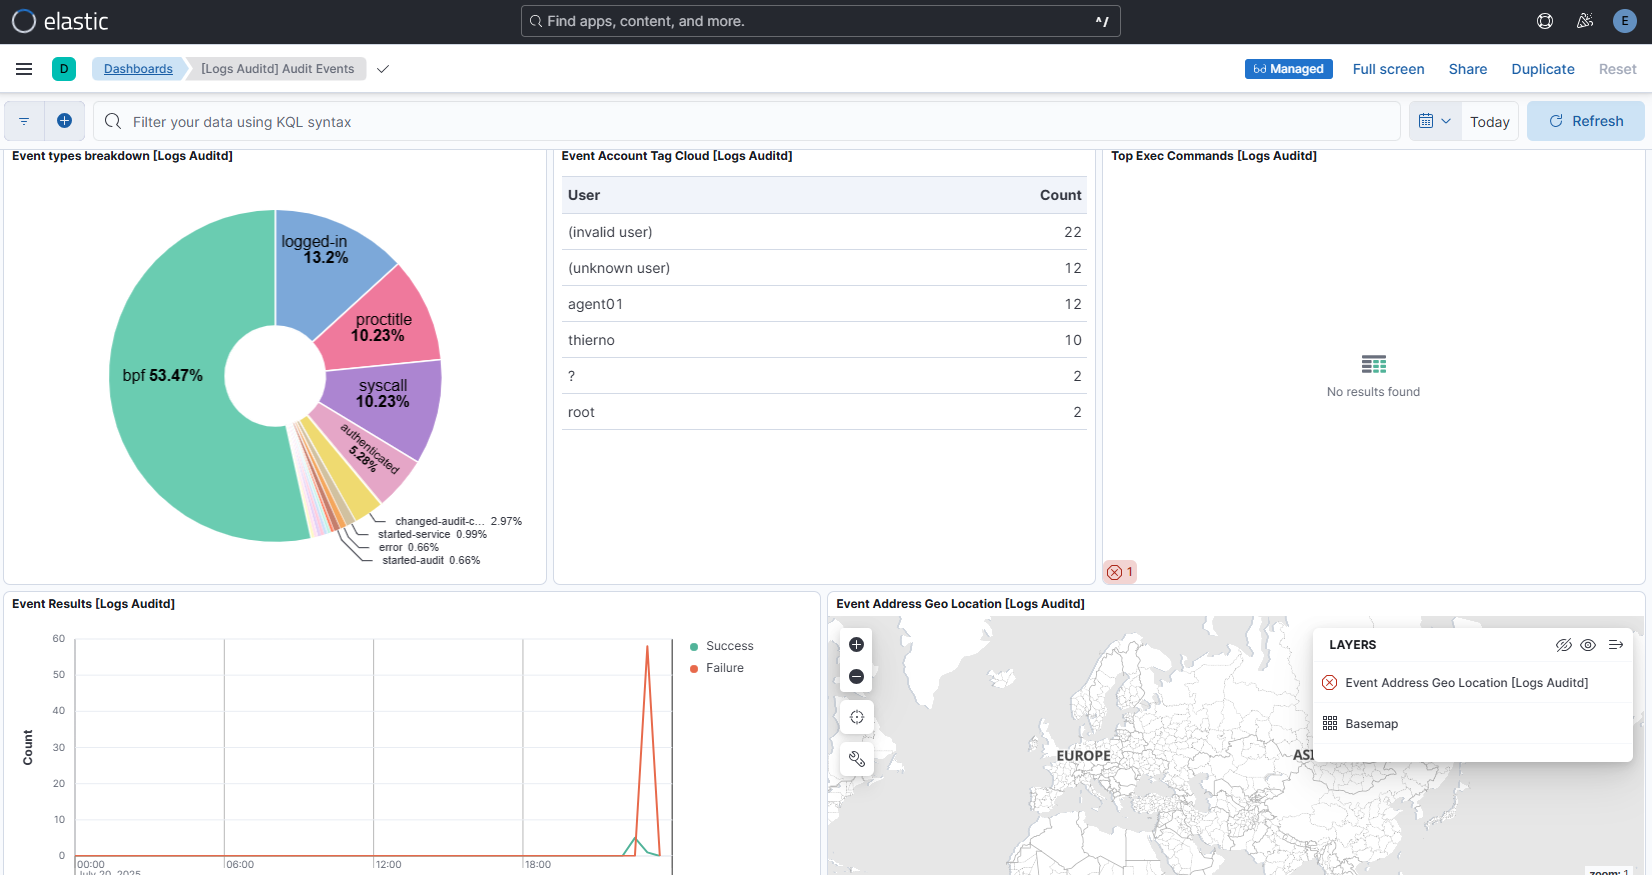 elastic
Find apps, content, and more.
^/
E
D
Dashboards
[Logs Auditd] Audit Events
Managed
Full screen
Share
Duplicate
Reset
Filter your data using KQL syntax
Today
Refresh
Event types breakdown [Logs Auditd]
logged-in
13.2%
proctitle
10.23%
bpf 53.47%
syscall
10.23%
authenticated
5.28%
changed-audit-c... 2.97%
started-service 0.99%
error 0.66%
started-audit 0.66%
Event Account Tag Cloud [Logs Auditd]
User Count
(invalid user) 22
(unknown user) 12
agent01 12
thierno 10
? 2
root 2
Top Exec Commands [Logs Auditd]
No results found
1
Event Results [Logs Auditd]
60
50
40
30
20
10
0
Count
00:00 06:00 12:00 18:00
July 20, 2025
Success
Failure
Event Address Geo Location [Logs Auditd]
LAYERS
Event Address Geo Location [Logs Auditd]
Basemap
EUROPE
ASI
zoom: 1